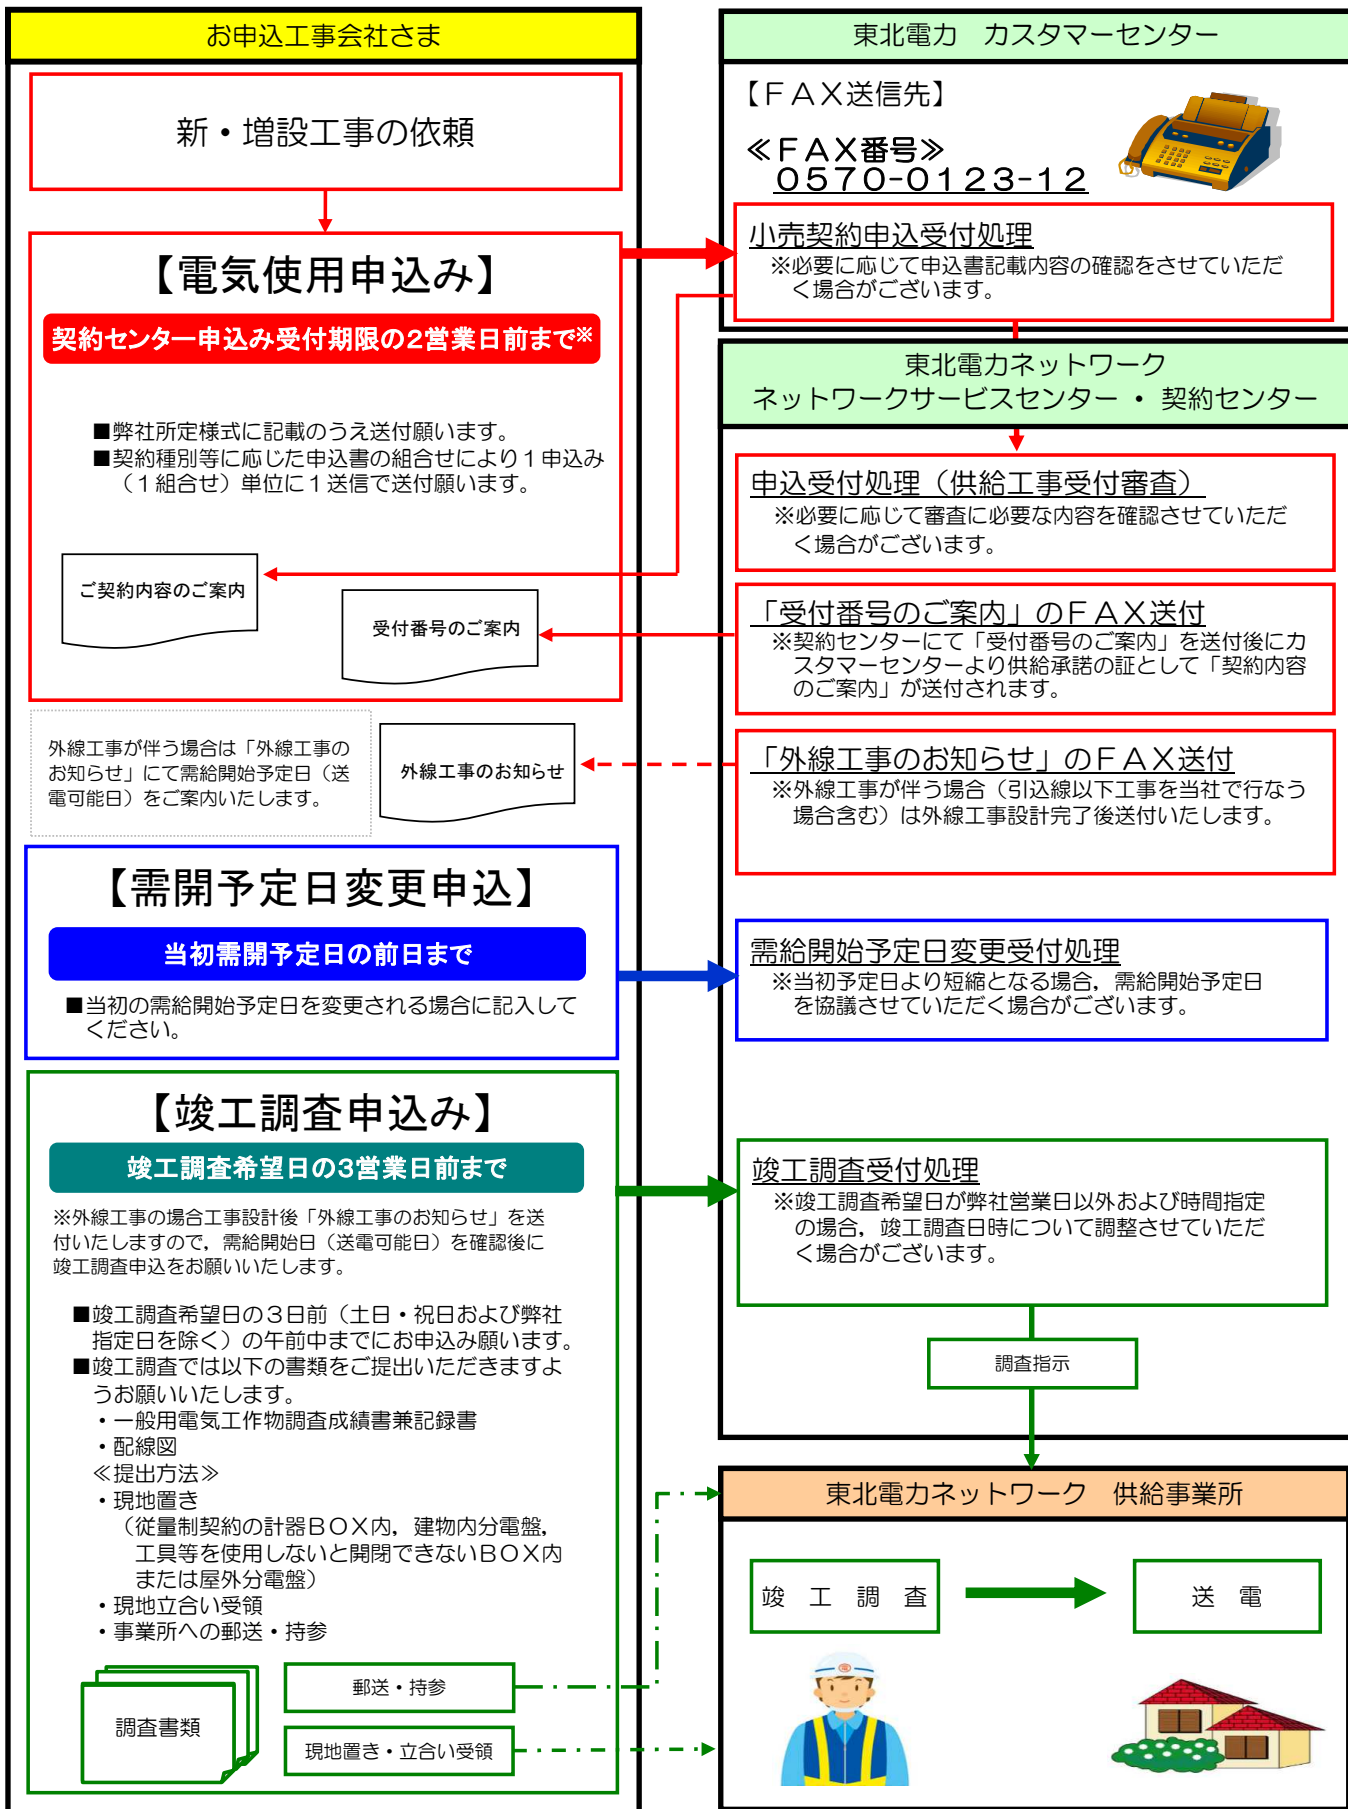 お申込工事会社さま
新・増設工事の依頼
【電気使用申込み】
契約センター申込み受付期限の2営業日前まで※
■弊社所定様式に記載のうえ送付願います。
■契約種別等に応じた申込書の組合せにより１申込み
（１組合せ）単位に１送信で送付願います。
ご契約内容のご案内
受付番号のご案内
外線工事が伴う場合は「外線工事の
お知らせ」にて需給開始予定日（送
電可能日）をご案内いたします。
外線工事のお知らせ
【需開予定日変更申込】
当初需開予定日の前日まで
■当初の需給開始予定日を変更される場合に記入して
ください。
【竣工調査申込み】
竣工調査希望日の3営業日前まで
※外線工事の場合工事設計後「外線工事のお知らせ」を送
付いたしますので，需給開始日（送電可能日）を確認後に
竣工調査申込をお願いいたします。
■竣工調査希望日の３日前（土日・祝日および弊社
指定日を除く）の午前中までにお申込み願います。
■竣工調査では以下の書類をご提出いただきますよ
うお願いいたします。
・一般用電気工作物調査成績書兼記録書
・配線図
≪提出方法≫
・現地置き
（従量制契約の計器ＢＯＸ内，建物内分電盤，
工具等を使用しないと開閉できないＢＯＸ内
または屋外分電盤）
・現地立合い受領
・事業所への郵送・持参
調査書類
郵送・持参
現地置き・立合い受領
東北電力　カスタマーセンター
【ＦＡＸ送信先】
≪ＦＡＸ番号≫
０５７０-０１２３-１２
小売契約申込受付処理
※必要に応じて申込書記載内容の確認をさせていただ
く場合がございます。
東北電力ネットワーク
ネットワークサービスセンター ・ 契約センター
申込受付処理（供給工事受付審査）
※必要に応じて審査に必要な内容を確認させていただ
く場合がございます。
「受付番号のご案内」のＦＡＸ送付
※契約センターにて「受付番号のご案内」を送付後にカ
スタマーセンターより供給承諾の証として「契約内容
のご案内」が送付されます。
「外線工事のお知らせ」のＦＡＸ送付
※外線工事が伴う場合（引込線以下工事を当社で行なう
場合含む）は外線工事設計完了後送付いたします。
需給開始予定日変更受付処理
※当初予定日より短縮となる場合，需給開始予定日
を協議させていただく場合がございます。
竣工調査受付処理
※竣工調査希望日が弊社営業日以外および時間指定
の場合，竣工調査日時について調整させていただ
く場合がございます。
調査指示
東北電力ネットワーク　供給事業所
竣　工　調　査
送　電